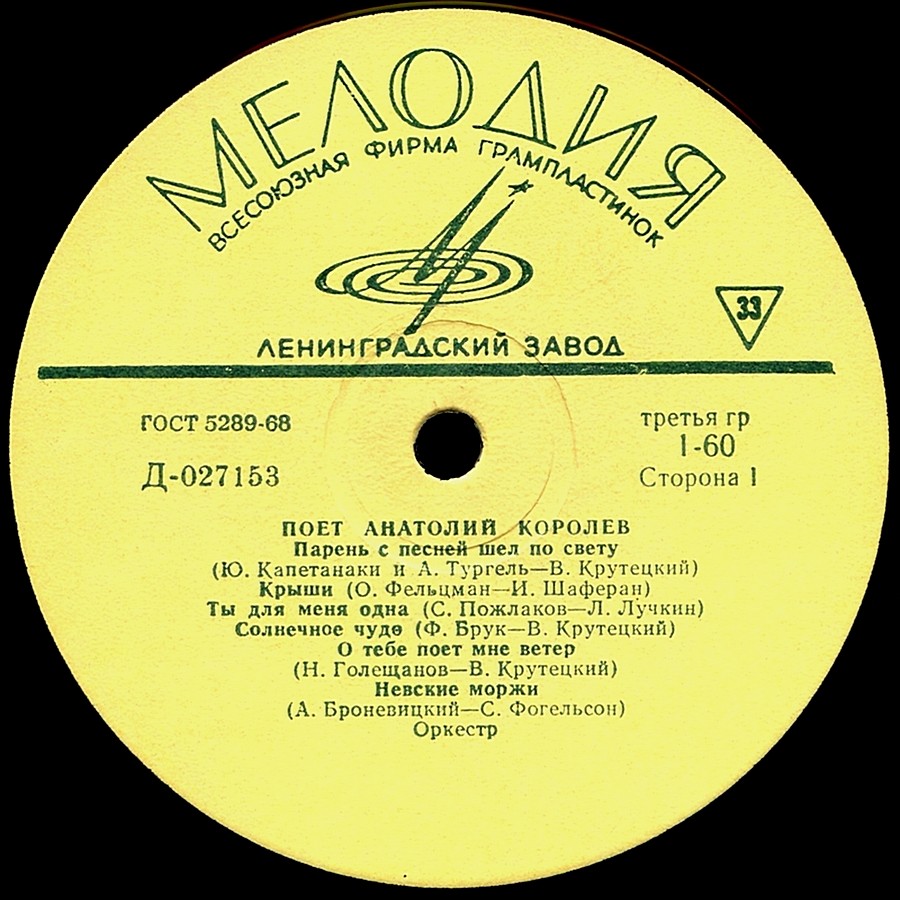 МЕЛОДИЯ
ВСЕСОЮЗНАЯ ФИРМА ГРАМПЛАСТИНОК
33
ЛЕНИНГРАДСКИЙ ЗАВОД
ГОСТ 5289-68
третья гр
1-60
Д-027153
Сторона 1
ПОЕТ АНАТОЛИЙ КОРОЛЕВ
Парень с песней шел по свету
(Ю. Капетанаки и А. Тургель—В. Крутецкий)
Крыши (О. Фельцман—И. Шаферан)
Ты для меня одна (С. Пожлаков—Л. Лучкин)
Солнечное чудо (Ф. Брук—В. Крутецкий)
О тебе поет мне ветер
(Н. Голещанов—В. Крутецкий)
Невские моржи
(А. Броневицкий—С. Фогельсон)
Оркестр